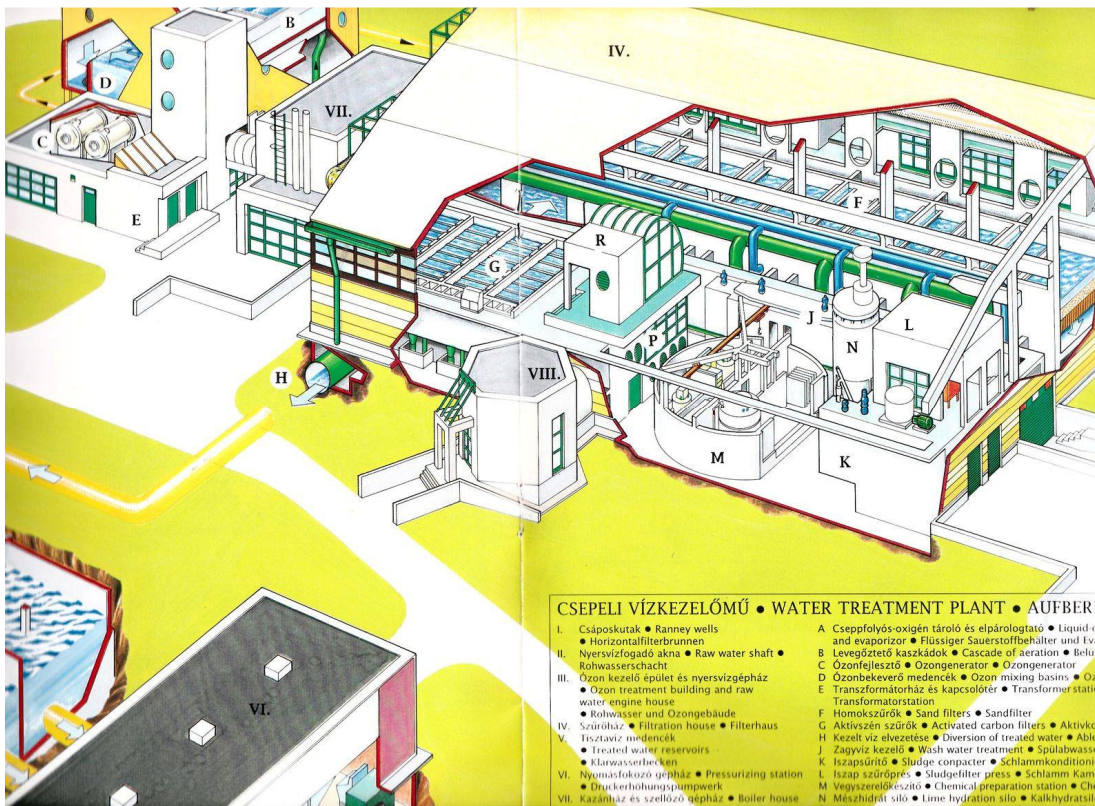 B
IV.
D
VII.
C
F
E
R
G
J
L
P
N
H
VIII.
M
K
CSEPELI VÍZKEZELŐMŰ ● WATER TREATMENT PLANT ● AUFBER
I. Csáposkutak ● Ranney wells
● Horizontalfilterbrunnen
II. Nyersvízfogadó akna ● Raw water shaft ●
Rohwasserschacht
III. Ózon kezelő épület és nyersvízgépház
● Ozon treatment building and raw
water engine house
● Rohwasser und Ozongebäude
IV. Szűrőház ● Filtration house ● Filterhaus
V. Tisztavíz medencék
● Treated water reservoirs
● Klarwasserbecken
VI. Nyomásfokozó gépház ● Pressurizing station
● Druckerhöhungspumpwerk
VII. Kazánház és szellőző gépház ● Boiler house
A Cseppfolyós-oxigén tároló és elpárologtató ● Liquid-
and evaporizor ● Flüssiger Sauerstoffbehälter und Ev
B Levegőztető kaszkádok ● Cascade of aeration ● Belu
C Ózonfejlesztő ● Ozongenerator ● Ozongenerator
D Ózonbekeverő medencék ● Ozon mixing basins ● Oz
E Transzformátorház és kapcsolótér ● Transformer stati
Transformatorstation
F Homokszűrők ● Sand filters ● Sandfilter
G Aktívszén szűrők ● Activated carbon filters ● Aktivko
H Kezelt víz elvezetése ● Diversion of treated water ● Able
J Zagyvíz kezelő ● Wash water treatment ● Spülabwass
K Iszapsűrítő ● Sludge conpacter ● Schlammkonditioni
L Iszap szűrőprés ● Sludgefilter press ● Schlamm Kam
M Vegyszerelőkészítő ● Chemical preparation station ● Che
N Mészhidrát siló ● Lime hydration silo ● Kalkhydratsil
VI.